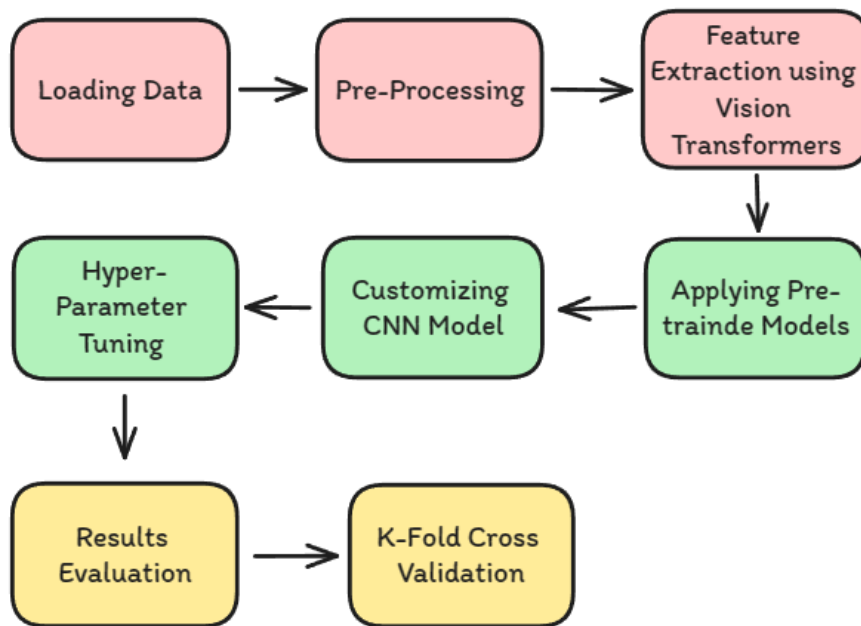 Loading Data
Pre-Processing
Feature
Extraction using
Vision
Transformers
Applying Pre-
trainde Models
Customizing
CNN Model
Hyper-
Parameter
Tuning
Results
Evaluation
K-Fold Cross
Validation